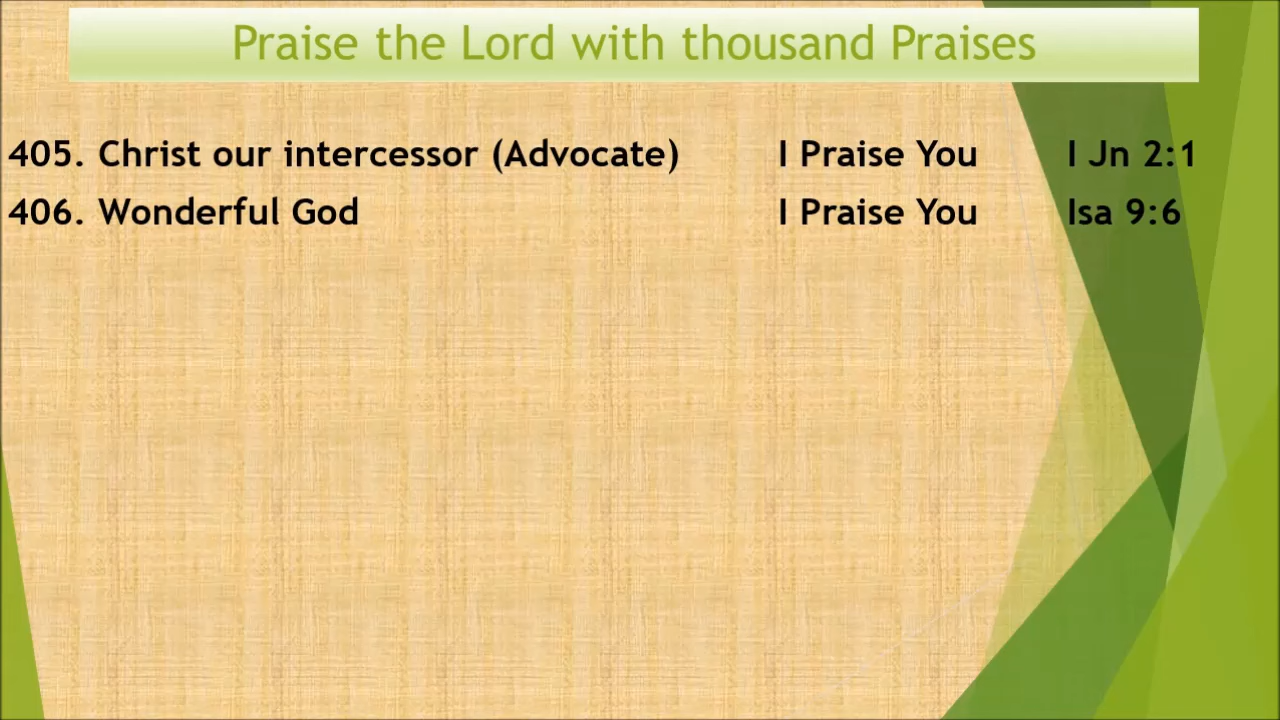 Praise the Lord with thousand Praises
405. Christ our intercessor (Advocate) I Praise You I Jn 2:1
406. Wonderful God I Praise You Isa 9:6